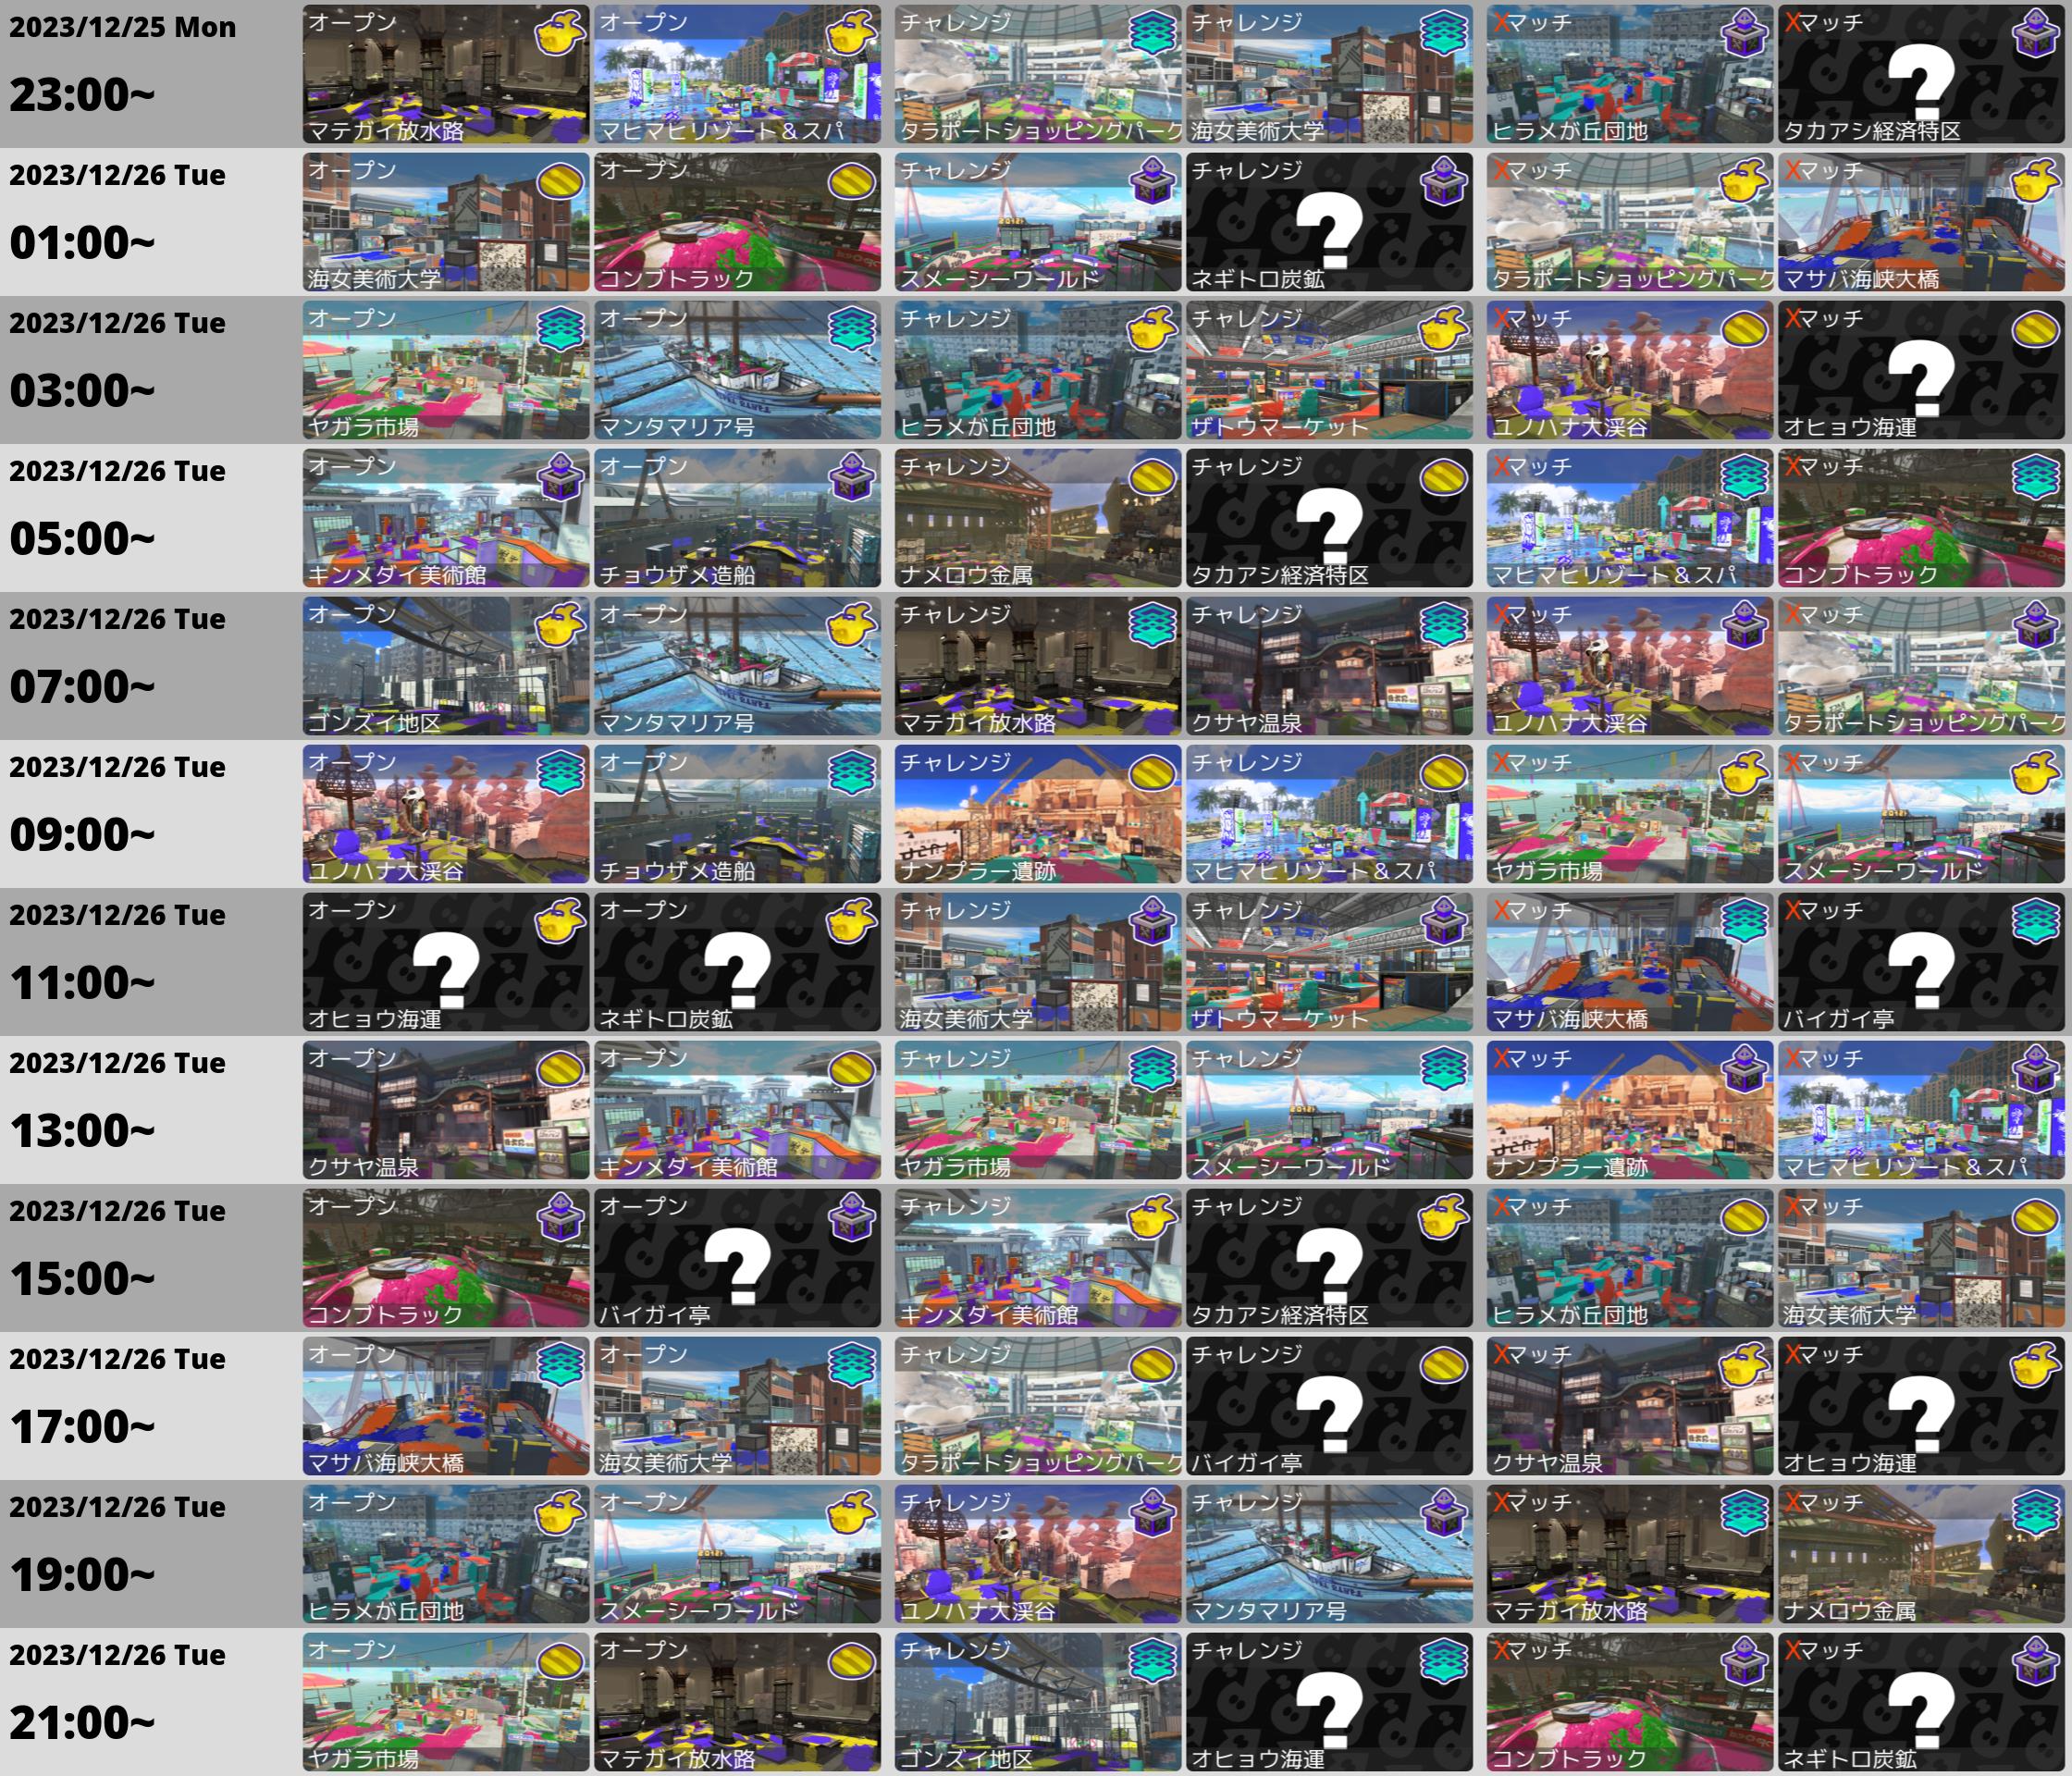 2023/12/25 Mon
23:00~
オープン
マテガイ放水路
オープン
マヒマヒリゾート＆スパ
チャレンジ
タラポートショッピングパーク
チャレンジ
海女美術大学
Xマッチ
ヒラメが丘団地
Xマッチ
タカアシ経済特区
2023/12/26 Tue
01:00~
オープン
海女美術大学
オープン
コンブトラック
チャレンジ
スメーシーワールド
チャレンジ
ネギトロ炭鉱
Xマッチ
タラポートショッピングパーク
Xマッチ
マサバ海峡大橋
2023/12/26 Tue
03:00~
オープン
ヤガラ市場
オープン
マンタマリア号
チャレンジ
ヒラメが丘団地
チャレンジ
ザトウマーケット
Xマッチ
ユノハナ大渓谷
Xマッチ
オヒョウ海運
2023/12/26 Tue
05:00~
オープン
キンメダイ美術館
オープン
チョウザメ造船
チャレンジ
ナメロウ金属
チャレンジ
タカアシ経済特区
Xマッチ
マヒマヒリゾート＆スパ
Xマッチ
コンブトラック
2023/12/26 Tue
07:00~
オープン
ゴンズイ地区
オープン
マンタマリア号
チャレンジ
マテガイ放水路
チャレンジ
クサヤ温泉
Xマッチ
ユノハナ大渓谷
Xマッチ
タラポートショッピングパーク
2023/12/26 Tue
09:00~
オープン
ユノハナ大渓谷
オープン
チョウザメ造船
チャレンジ
ナンプラー遺跡
チャレンジ
マヒマヒリゾート＆スパ
Xマッチ
ヤガラ市場
Xマッチ
スメーシーワールド
2023/12/26 Tue
11:00~
オープン
オヒョウ海運
オープン
ネギトロ炭鉱
チャレンジ
海女美術大学
チャレンジ
ザトウマーケット
Xマッチ
マサバ海峡大橋
Xマッチ
バイガイ亭
2023/12/26 Tue
13:00~
オープン
クサヤ温泉
オープン
キンメダイ美術館
チャレンジ
ヤガラ市場
チャレンジ
スメーシーワールド
Xマッチ
ナンプラー遺跡
Xマッチ
マヒマヒリゾート＆スパ
2023/12/26 Tue
15:00~
オープン
コンブトラック
オープン
バイガイ亭
チャレンジ
キンメダイ美術館
チャレンジ
タカアシ経済特区
Xマッチ
ヒラメが丘団地
Xマッチ
海女美術大学
2023/12/26 Tue
17:00~
オープン
マサバ海峡大橋
オープン
海女美術大学
チャレンジ
タラポートショッピングパーク
チャレンジ
バイガイ亭
Xマッチ
クサヤ温泉
Xマッチ
オヒョウ海運
2023/12/26 Tue
19:00~
オープン
ヒラメが丘団地
オープン
スメーシーワールド
チャレンジ
ユノハナ大渓谷
チャレンジ
マンタマリア号
Xマッチ
マテガイ放水路
Xマッチ
ナメロウ金属
2023/12/26 Tue
21:00~
オープン
ヤガラ市場
オープン
マテガイ放水路
チャレンジ
ゴンズイ地区
チャレンジ
オヒョウ海運
Xマッチ
コンブトラック
Xマッチ
ネギトロ炭鉱